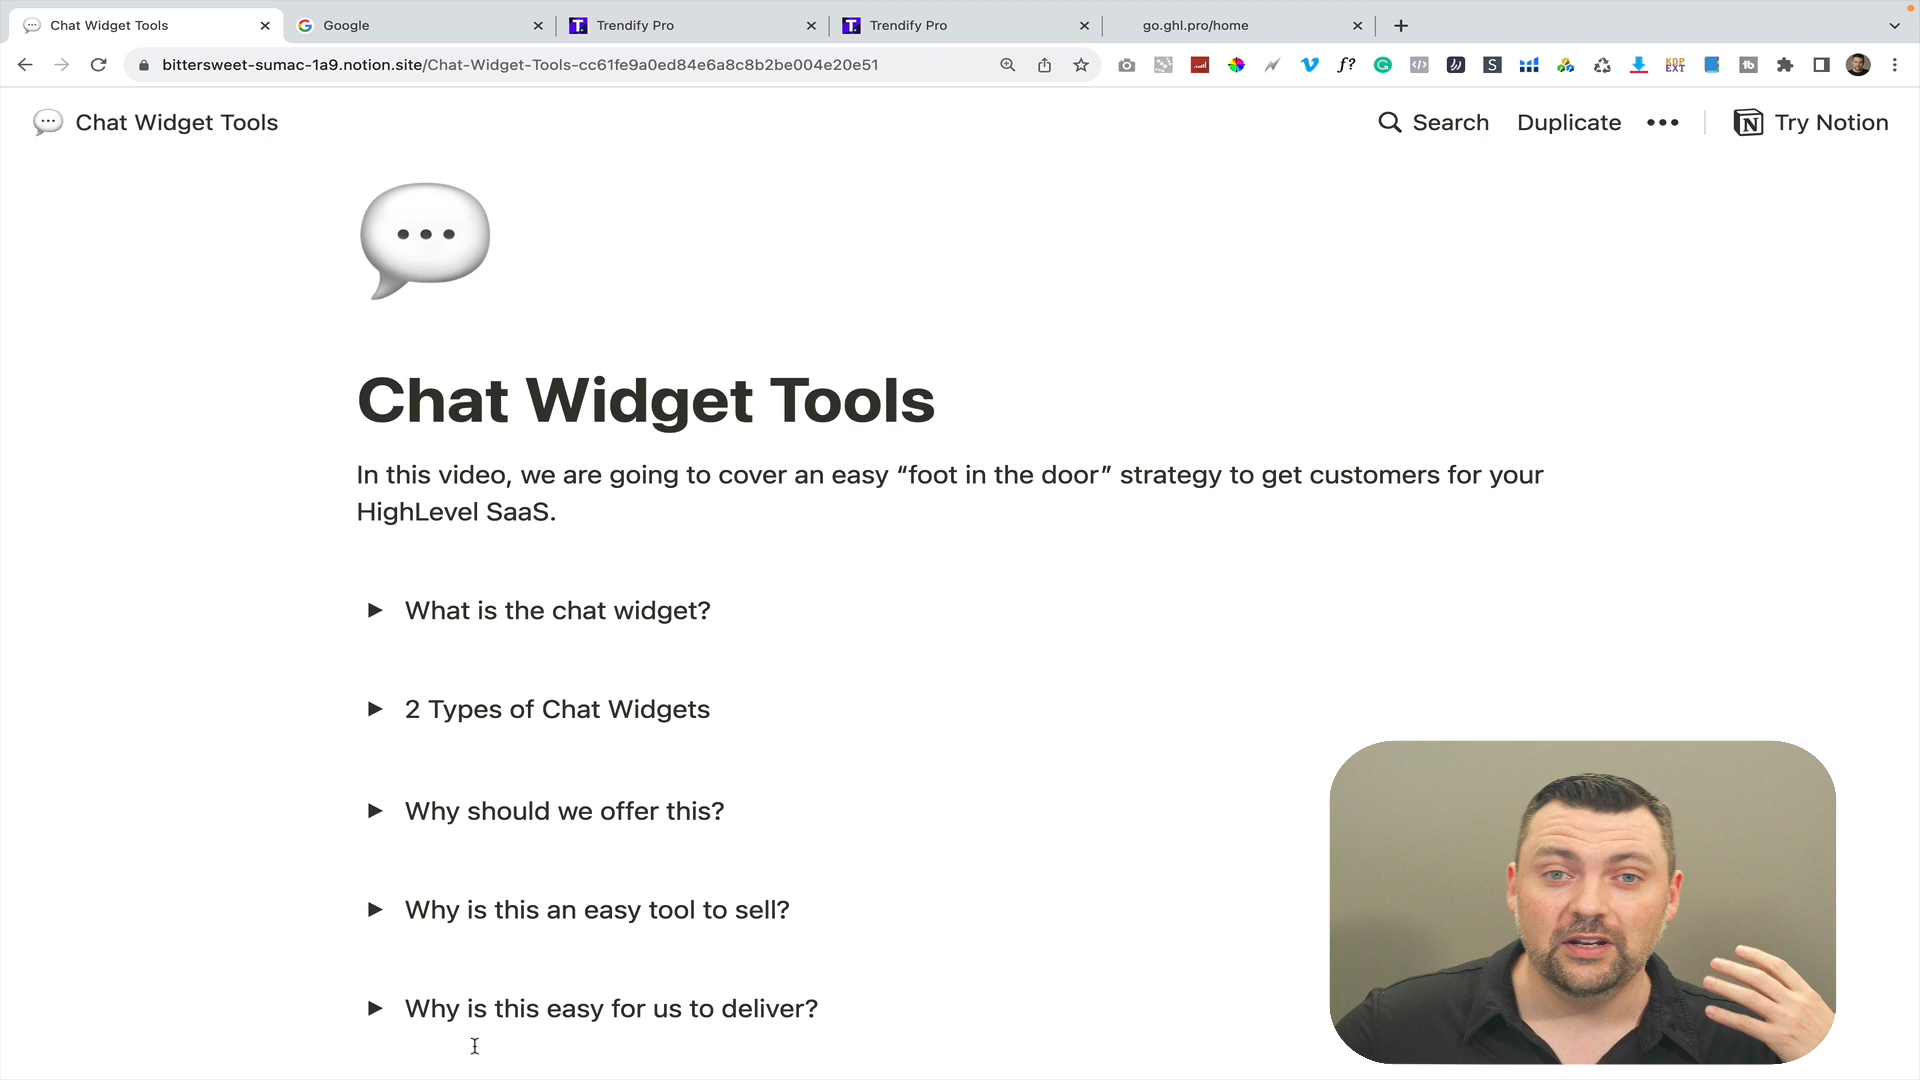 Chat Widget Tools
Google
Trendify Pro
Trendify Pro
go.ghl.pro/home
bittersweet-sumac-1a9.notion.site/Chat-Widget-Tools-cc61fe9a0ed84e6a8c8b2be004e20e51
f?
S
KDP
EXT
tb
Chat Widget Tools
Search
Duplicate
Try Notion
Chat Widget Tools
In this video, we are going to cover an easy “foot in the door” strategy to get customers for your
HighLevel SaaS.
What is the chat widget?
2 Types of Chat Widgets
Why should we offer this?
Why is this an easy tool to sell?
Why is this easy for us to deliver?